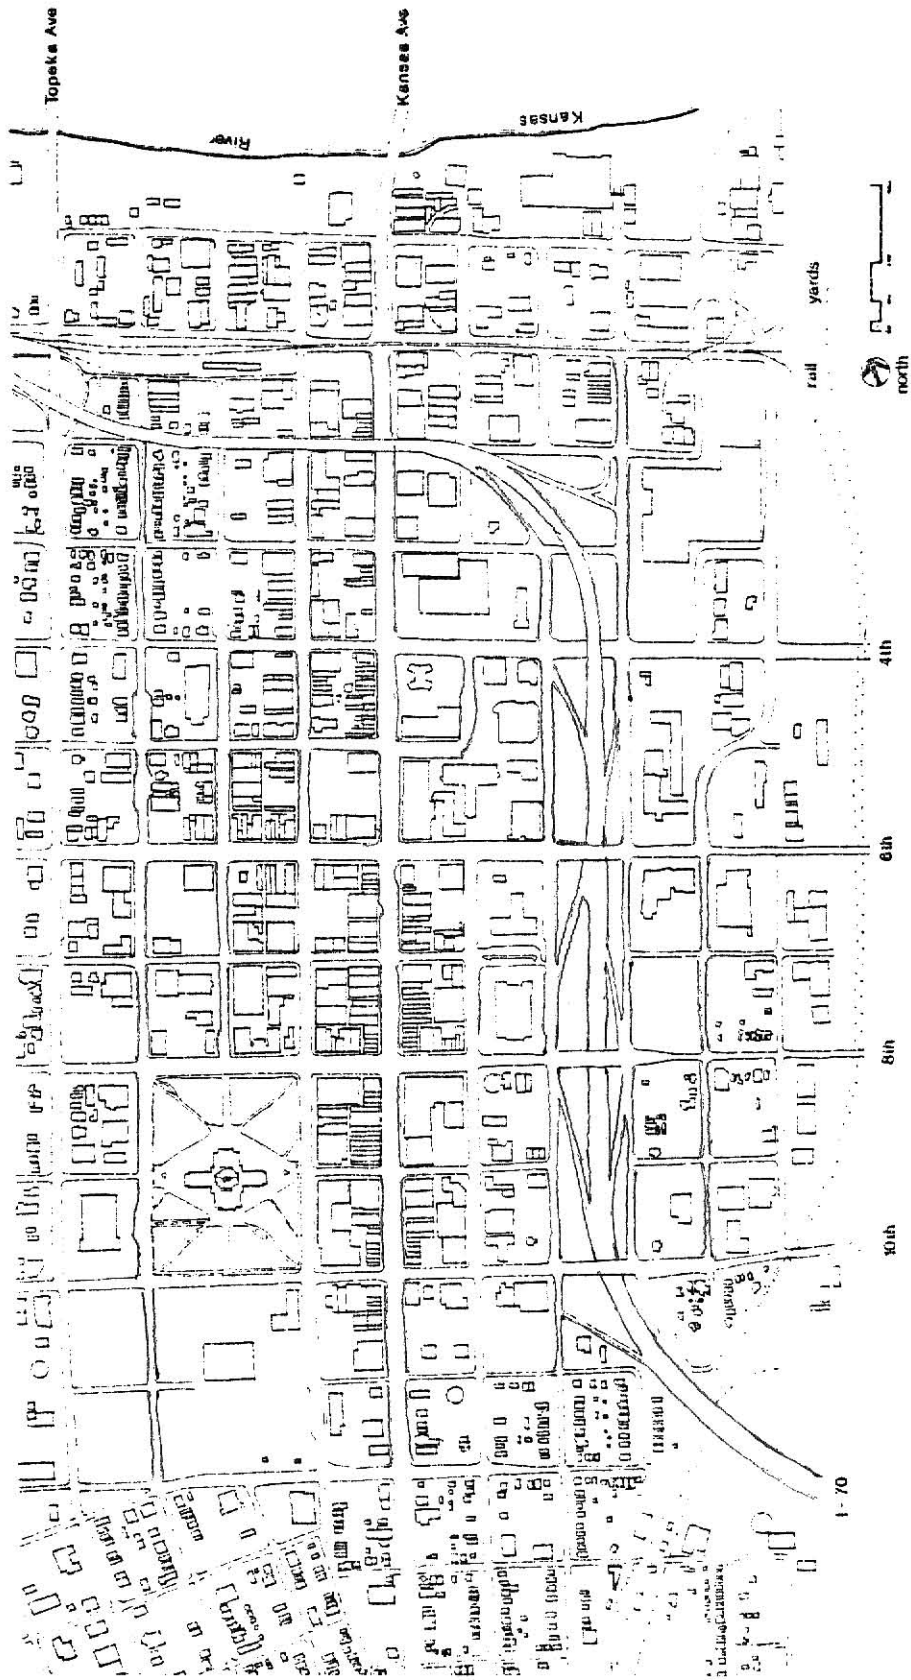 Topeka Ave
Kansas Ave
River
Kansas
rail
yards
north
4th
6th
8th
10th
I-70